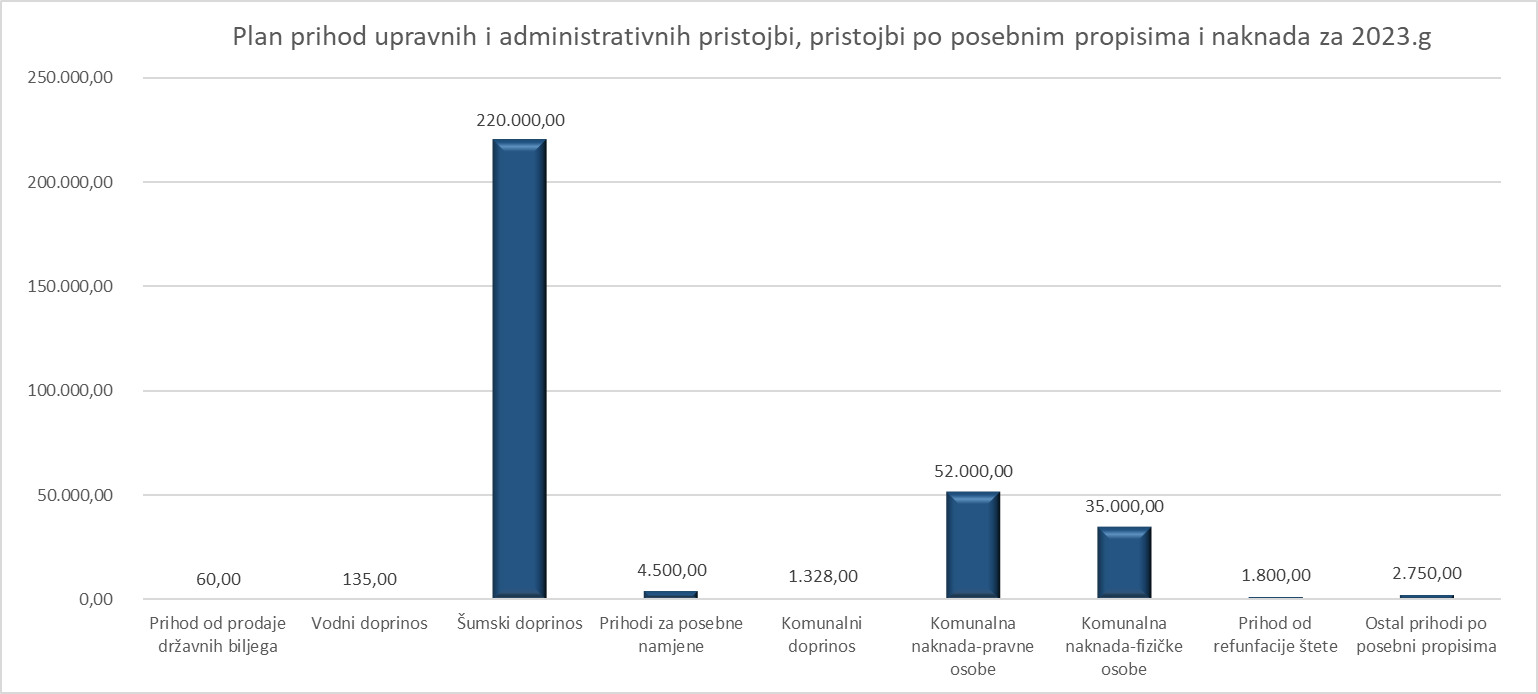 Plan prihod upravnih i administrativnih pristojbi, pristojbi po posebnim propisima i naknada za 2023.g
250.000,00
200.000,00
150.000,00
100.000,00
50.000,00
0,00
60,00
135,00
220.000,00
4.500,00
1.328,00
52.000,00
35.000,00
1.800,00
2.750,00
Prihod od prodaje
državnih biljega
Vodni doprinos
Šumski doprinos
Prihodi za posebne
namjene
Komunalni
doprinos
Komunalna
naknada-pravne
osobe
Komunalna
naknada-fizičke
osobe
Prihod od
refunfacije štete
Ostal prihodi po
posebni propisima